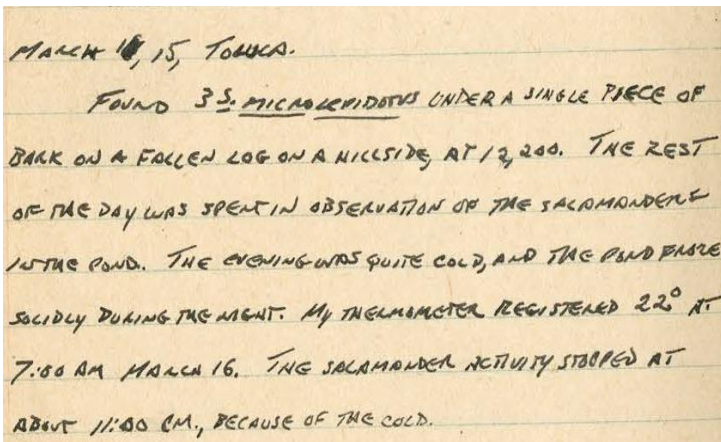 MARCH 15, TOLUCA.
FOUND 3 S. MICROLEPIDOTUS UNDER A SINGLE PIECE OF
BARK ON A FALLEN LOG ON A HILLSIDE, AT 12,200. THE REST
OF THE DAY WAS SPENT IN OBSERVATION OF THE SALAMANDERS
IN THE POND. THE EVENING WAS QUITE COLD, AND THE POND FROZE
SOLIDLY DURING THE NIGHT. My THERMOMETER REGISTERED 22° AT
7:00 AM MARCH 16. THE SALAMANDER ACTIVITY STOPPED AT
ABOUT 11:00 PM., BECAUSE OF THE COLD.